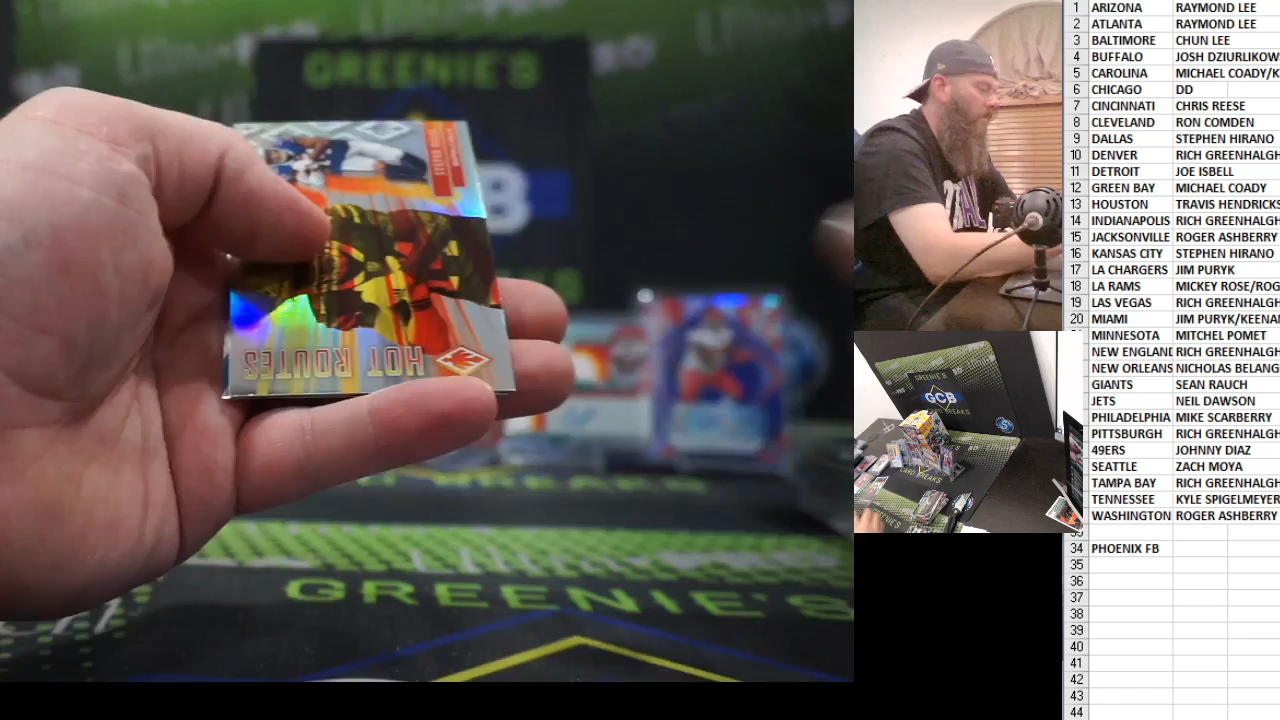 GREENIE'S
B
HOT ROUTES
GREENIE'S
GREENIE'S
GCB
CARD BREAKS
1 ARIZONA RAYMOND LEE
2 ATLANTA RAYMOND LEE
3 BALTIMORE CHUN LEE
4 BUFFALO JOSH DZIURLIKOW
5 CAROLINA MICHAEL COADY/K
6 CHICAGO DD
7 CINCINNATI CHRIS REESE
8 CLEVELAND RON COMDEN
9 DALLAS STEPHEN HIRANO
10 DENVER RICH GREENHALGH
11 DETROIT JOE ISBELL
12 GREEN BAY MICHAEL COADY
13 HOUSTON TRAVIS HENDRICKS
14 INDIANAPOLIS RICH GREENHALGH
15 JACKSONVILLE ROGER ASHBERRY
16 KANSAS CITY STEPHEN HIRANO
17 LA CHARGERS JIM PURYK
18 LA RAMS MICKEY ROSE/ROG
19 LAS VEGAS RICH GREENHALGH
20 MIAMI JIM PURYK/KEENAN
MINNESOTA MITCHEL POMET
NEW ENGLAND RICH GREENHALGH
NEW ORLEANS NICHOLAS BELANG
GIANTS SEAN RAUCH
JETS NEIL DAWSON
PHILADELPHIA MIKE SCARBERRY
PITTSBURGH RICH GREENHALGH
49ERS JOHNNY DIAZ
SEATTLE ZACH MOYA
TAMPA BAY RICH GREENHALGH
TENNESSEE KYLE SPIGELMEYER
WASHINGTON ROGER ASHBERRY
34 PHOENIX FB
35
36
37
38
39
40
41
42
43
44